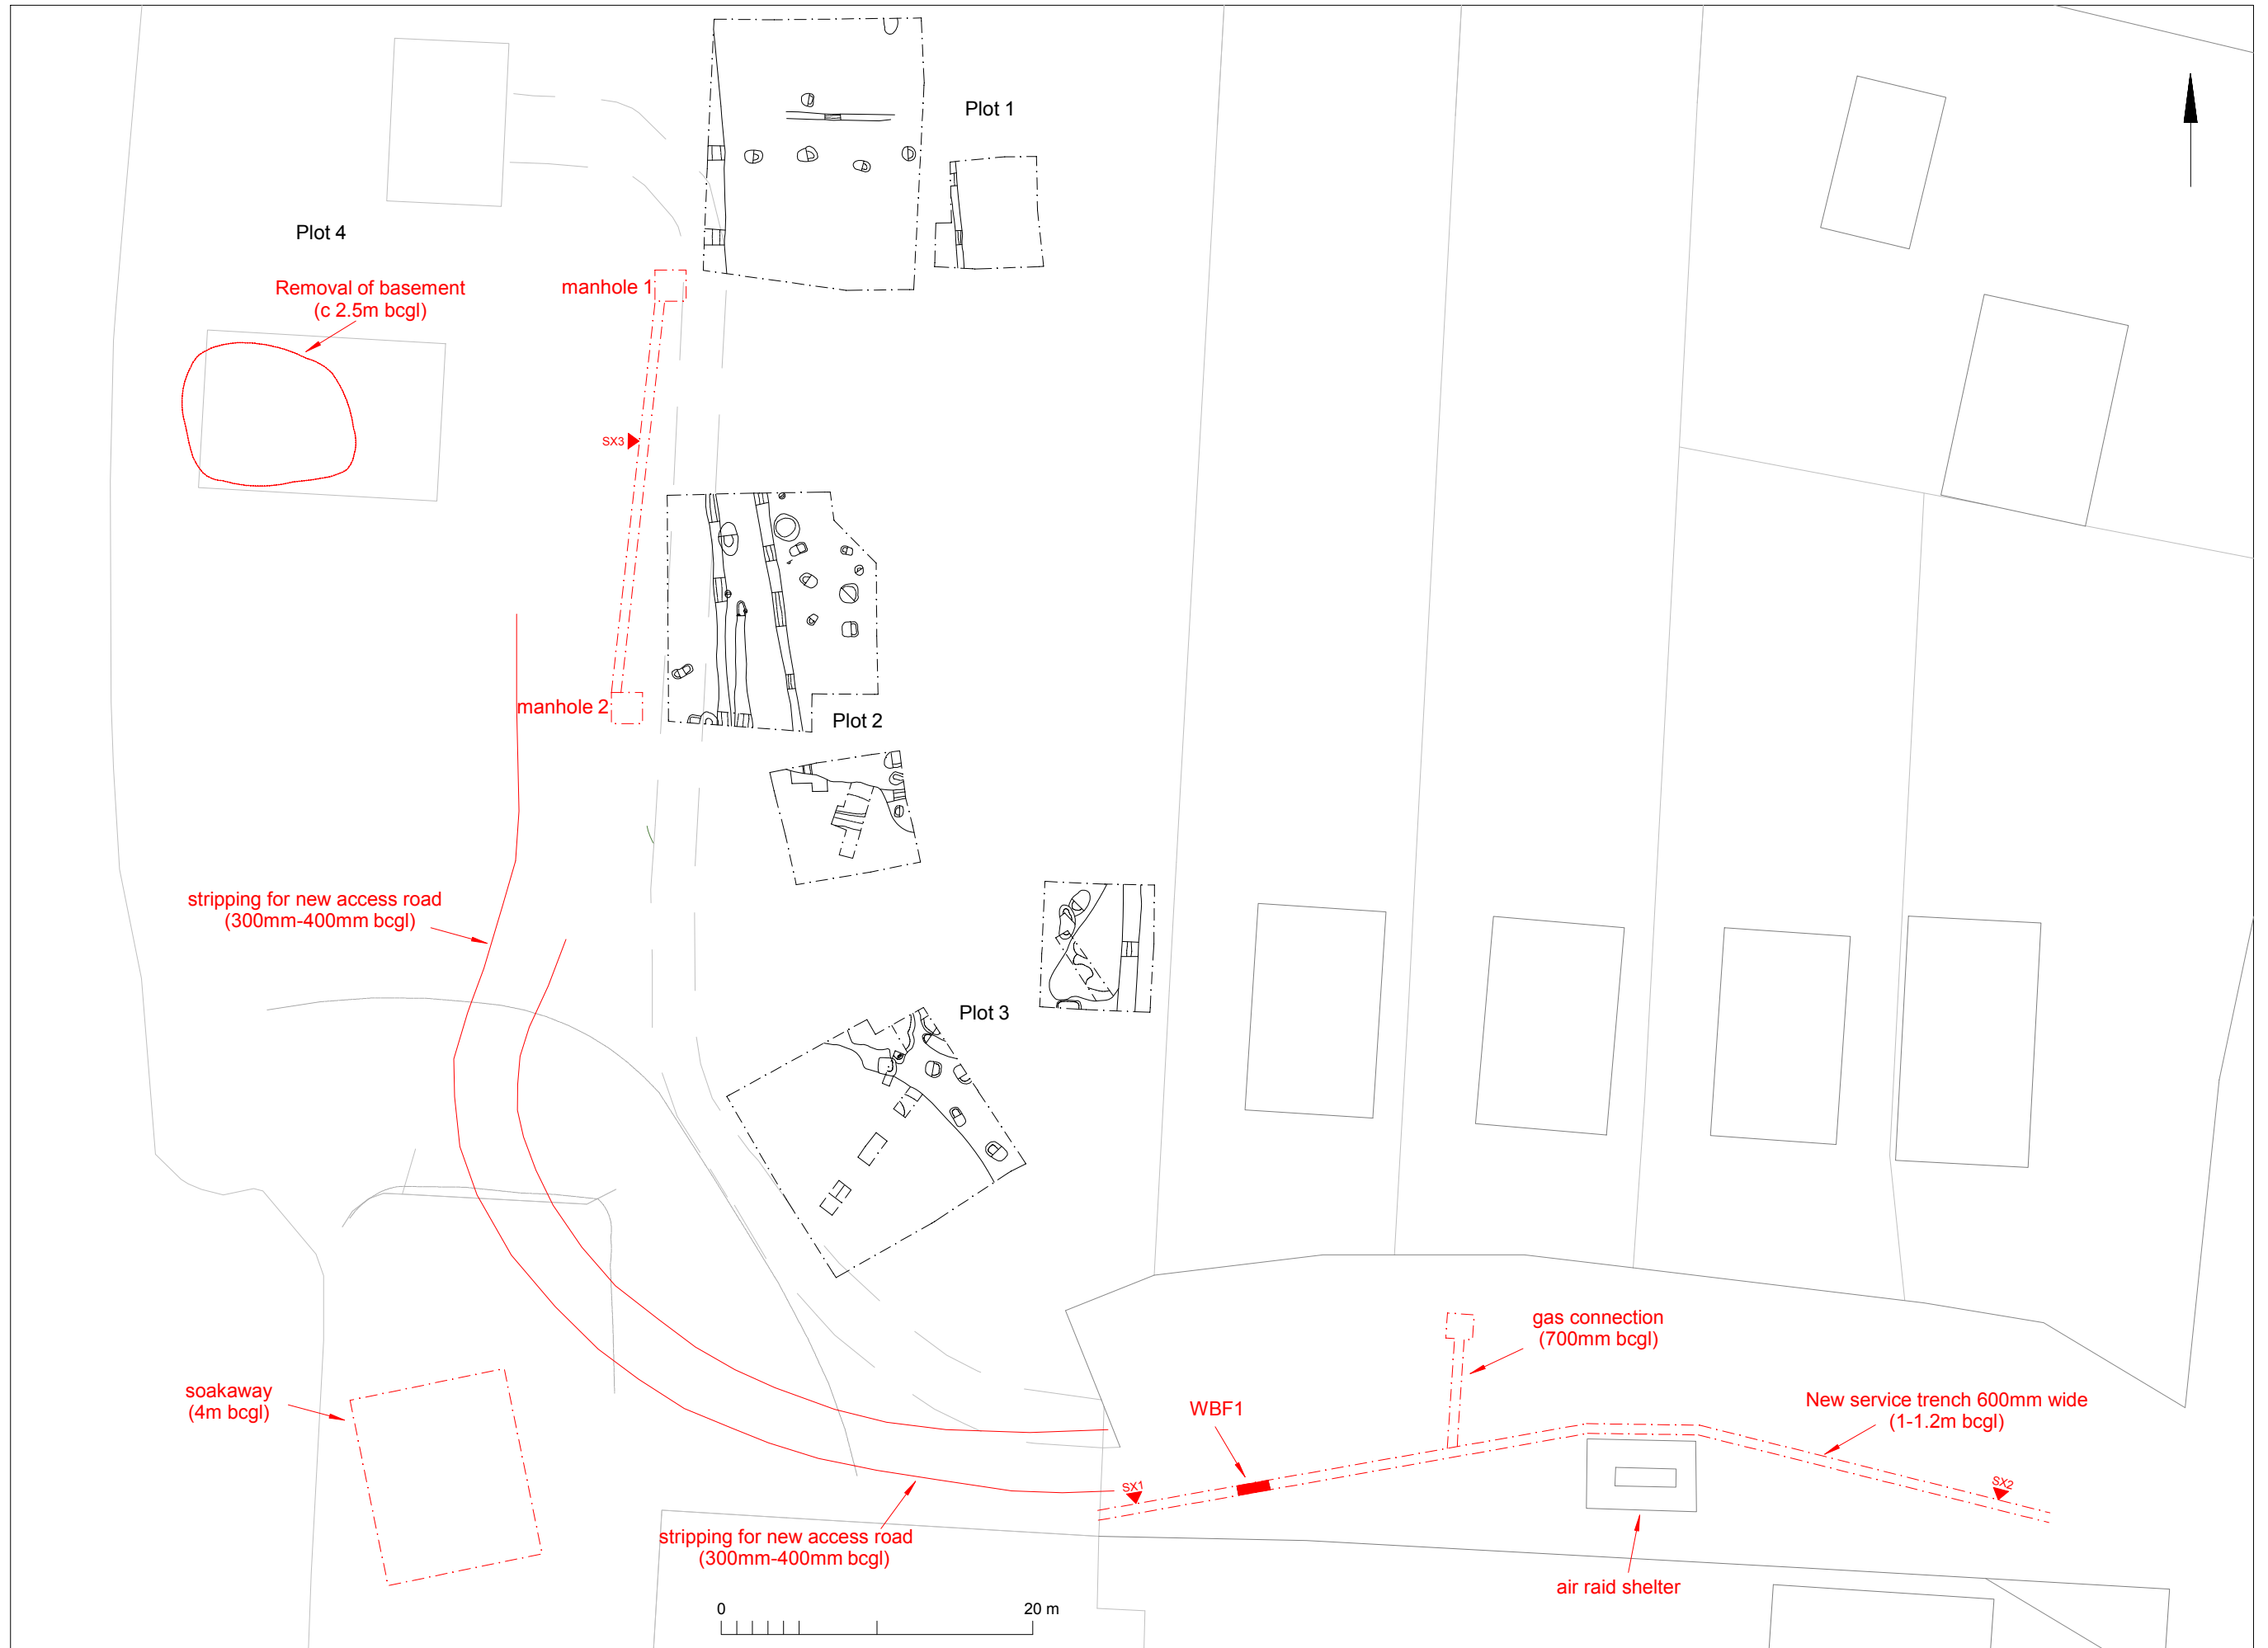 Plot 1
Plot 4
Removal of basement
(c 2.5m bcgl)
manhole 1
SX3
manhole 2
Plot 2
stripping for new access road
(300mm-400mm bcgl)
Plot 3
gas connection
(700mm bcgl)
soakaway
(4m bcgl)
WBF1
New service trench 600mm wide
(1-1.2m bcgl)
SX1
SX2
stripping for new access road
(300mm-400mm bcgl)
air raid shelter
0 20 m